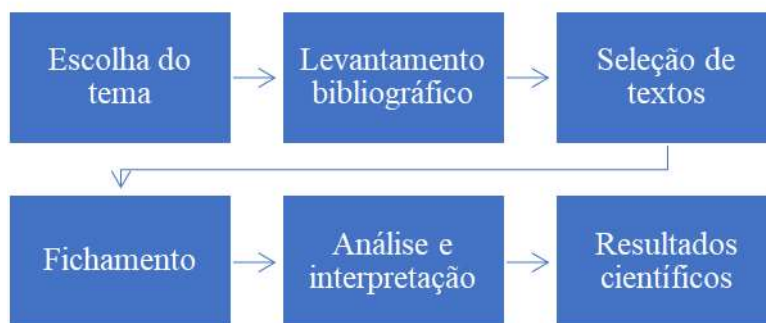 Escolha do
tema
Levantamento
bibliográfico
Seleção de
textos
Fichamento
Análise e
interpretação
Resultados
científicos